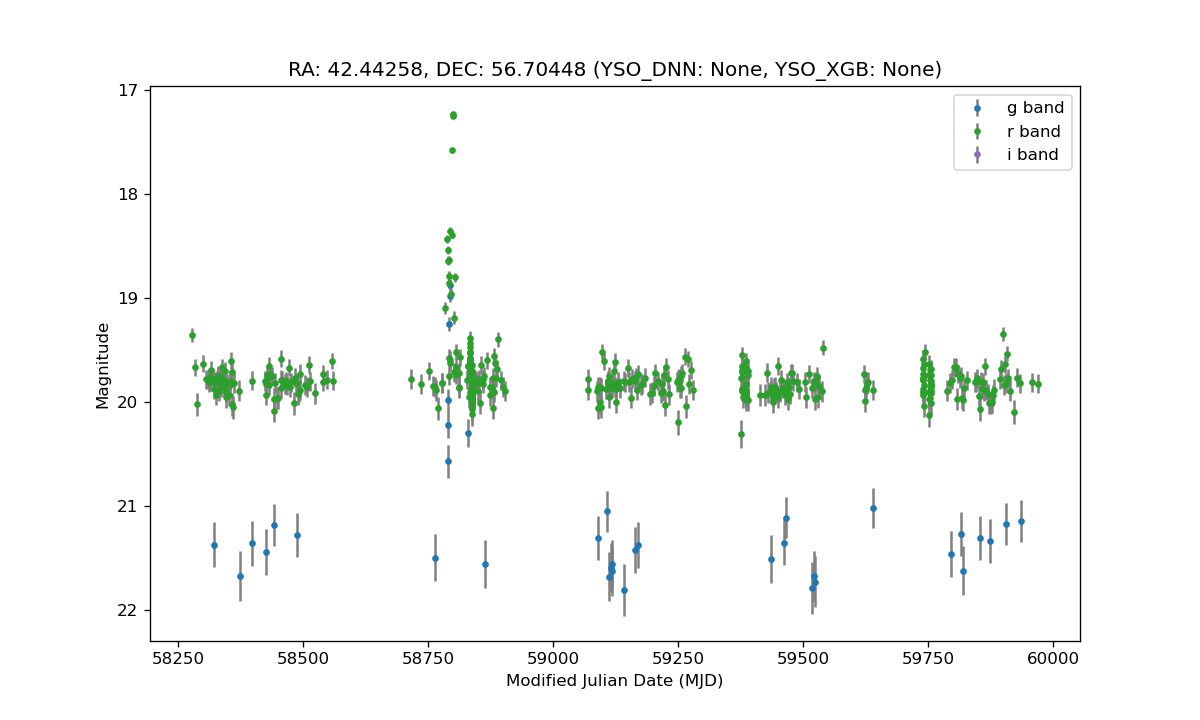 RA: 42.44258, DEC: 56.70448 (YSO_DNN: None, YSO_XGB: None)
g band
r band
i band
17
18
19
20
21
22
Magnitude
58250 58500 58750 59000 59250 59500 59750 60000
Modified Julian Date (MJD)